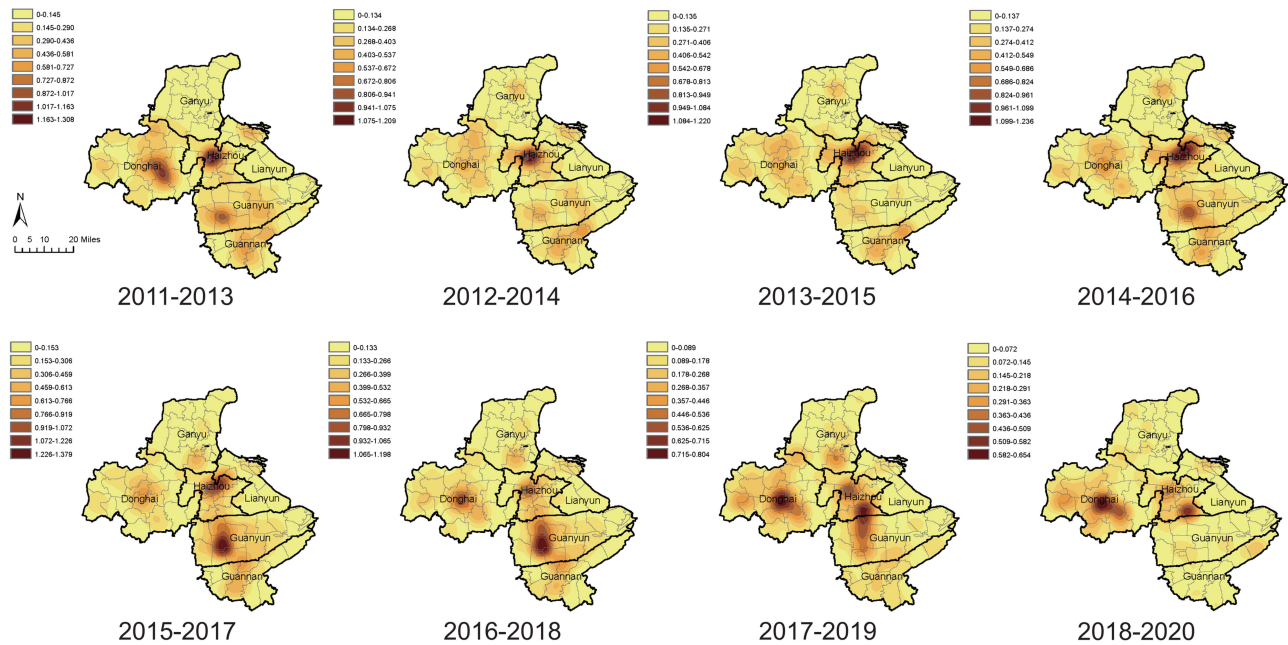 0-0.145
0.145-0.290
0.290-0.436
0.436-0.581
0.581-0.727
0.727-0.872
0.872-1.017
1.017-1.163
1.163-1.308
Ganyu
Donghai
Haizhou
Lianyun
Guanyun
Guannan
N
0 5 10 20 Miles
2011-2013
0-0.134
0.134-0.268
0.268-0.403
0.403-0.537
0.537-0.672
0.672-0.806
0.806-0.941
0.941-1.075
1.075-1.209
Ganyu
Donghai
Haizhou
Lianyun
Guanyun
Guannan
2012-2014
0-0.135
0.135-0.271
0.271-0.406
0.406-0.542
0.542-0.678
0.678-0.813
0.813-0.949
0.949-1.084
1.084-1.220
Ganyu
Donghai
Haizhou
Lianyun
Guanyun
Guannan
2013-2015
0-0.137
0.137-0.274
0.274-0.412
0.412-0.549
0.549-0.686
0.686-0.824
0.824-0.961
0.961-1.099
1.099-1.236
Ganyu
Donghai
Haizhou
Lianyun
Guanyun
Guannan
2014-2016
0-0.153
0.153-0.306
0.306-0.459
0.459-0.613
0.613-0.766
0.766-0.919
0.919-1.072
1.072-1.226
1.226-1.379
Ganyu
Donghai
Haizhou
Lianyun
Guanyun
Guannan
2015-2017
0-0.133
0.133-0.266
0.266-0.399
0.399-0.532
0.532-0.665
0.665-0.798
0.798-0.932
0.932-1.065
1.065-1.198
Ganyu
Donghai
Haizhou
Lianyun
Guanyun
Guannan
2016-2018
0-0.089
0.089-0.178
0.178-0.268
0.268-0.357
0.357-0.446
0.446-0.536
0.536-0.625
0.625-0.715
0.715-0.804
Ganyu
Donghai
Haizhou
Lianyun
Guanyun
Guannan
2017-2019
0-0.072
0.072-0.145
0.145-0.218
0.218-0.291
0.291-0.363
0.363-0.436
0.436-0.509
0.509-0.582
0.582-0.654
Ganyu
Donghai
Haizhou
Lianyun
Guanyun
Guannan
2018-2020